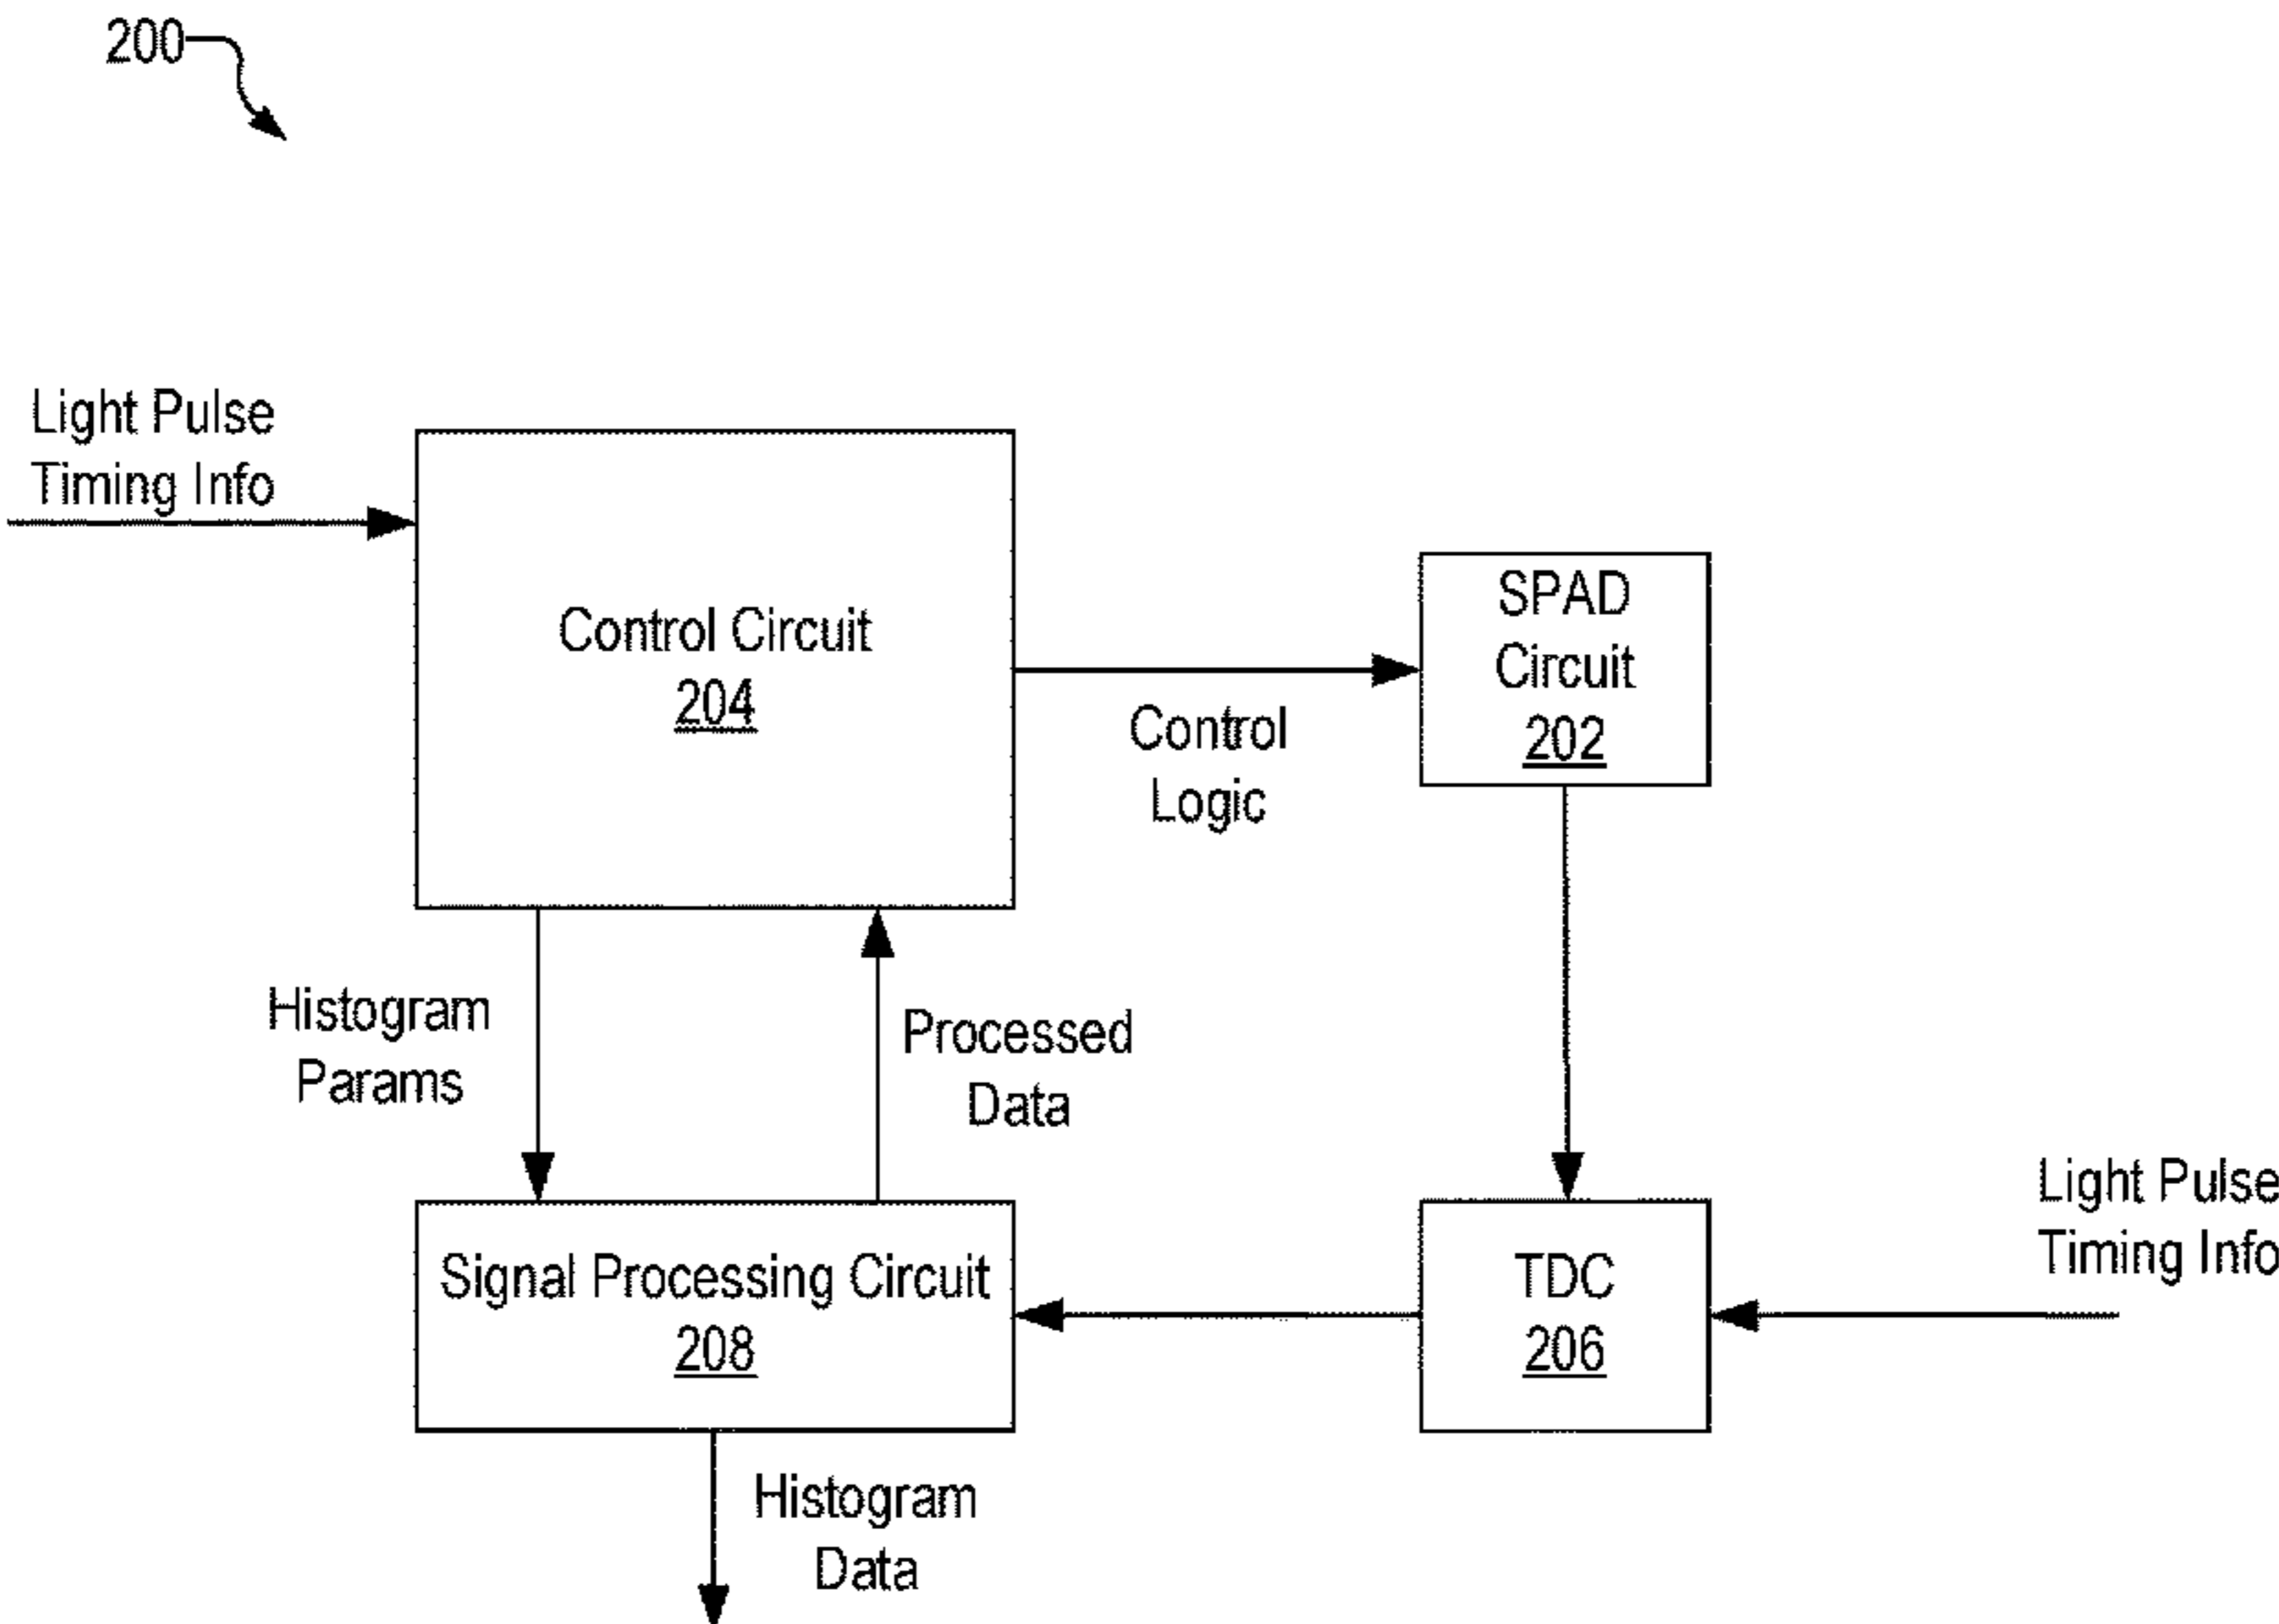 200
Light Pulse
Timing Info
Control Circuit
204
Control
Logic
SPAD
Circuit
202
Histogram
Params
Processed
Data
Signal Processing Circuit
208
TDC
206
Light Pulse
Timing Info
Histogram
Data